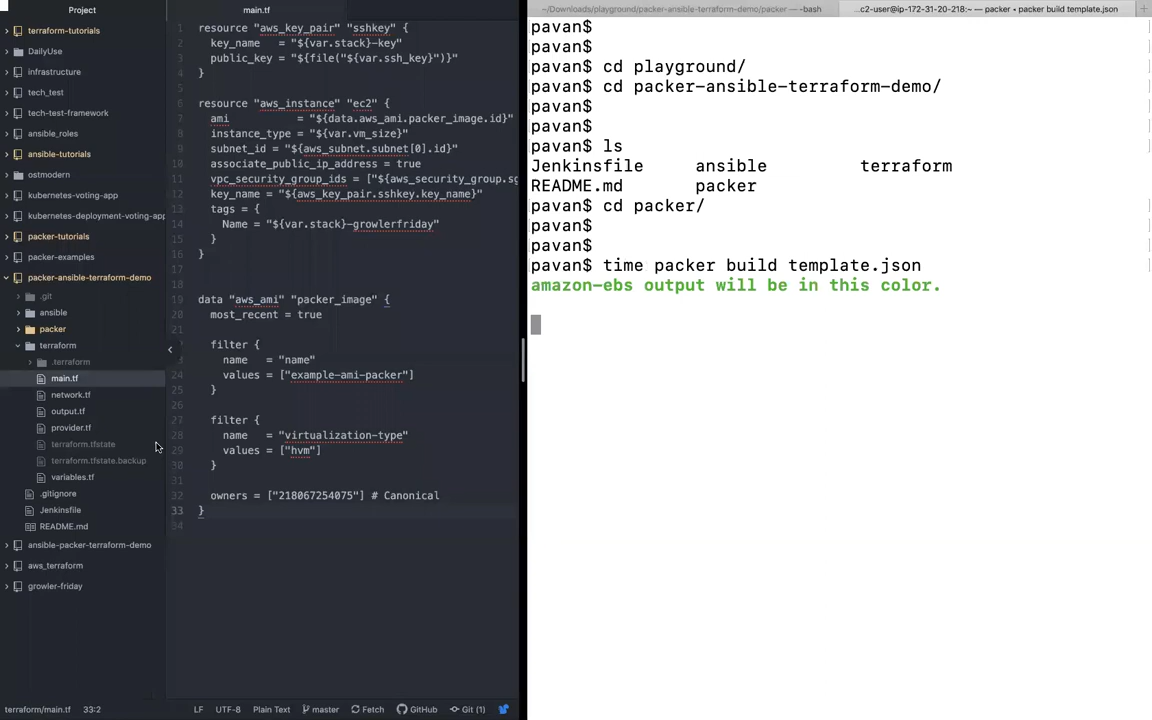 Project
terraform-tutorials
DailyUse
infrastructure
tech_test
tech-test-framework
ansible_roles
ansible-tutorials
ostmodern
kubernetes-voting-app
kubernetes-deployment-voting-app
packer-tutorials
packer-examples
packer-ansible-terraform-demo
.git
ansible
packer
terraform
.terraform
main.tf
network.tf
output.tf
provider.tf
terraform.tfstate
terraform.tfstate.backup
variables.tf
.gitignore
Jenkinsfile
README.md
ansible-packer-terraform-demo
aws_terraform
growler-friday
main.tf
1 resource "aws_key_pair" "sshkey" {
2 key_name = "${var.stack}-key"
3 public_key = "${file("${var.ssh_key}")}"
4 }
5
6 resource "aws_instance" "ec2" {
7 ami = "${data.aws_ami.packer_image.id}"
8 instance_type = "${var.vm_size}"
9 subnet_id = "${aws_subnet.subnet[0].id}"
10 associate_public_ip_address = true
11 vpc_security_group_ids = ["${aws_security_group.sg
12 key_name = "${aws_key_pair.sshkey.key_name}"
13 tags = {
14 Name = "${var.stack}-growlerfriday"
15 }
16 }
17
18
19 data "aws_ami" "packer_image" {
20 most_recent = true
21
filter {
23 name = "name"
24 values = ["example-ami-packer"]
25 }
26
27 filter {
28 name = "virtualization-type"
29 values = ["hvm"]
30 }
31
32 owners = ["218067254075"] # Canonical
33 }
34
terraform/main.tf 33:2 LF UTF-8 Plain Text master Fetch GitHub Git (1)
~/Downloads/playground/packer-ansible-terraform-demo/packer — -bash
...c2-user@ip-172-31-20-218:~ — packer • packer build template.json
pavan$
pavan$
pavan$ cd playground/
pavan$ cd packer-ansible-terraform-demo/
pavan$
pavan$
pavan$ ls
Jenkinsfile ansible terraform
README.md packer
pavan$ cd packer/
pavan$
pavan$
pavan$ time packer build template.json
amazon-ebs output will be in this color.